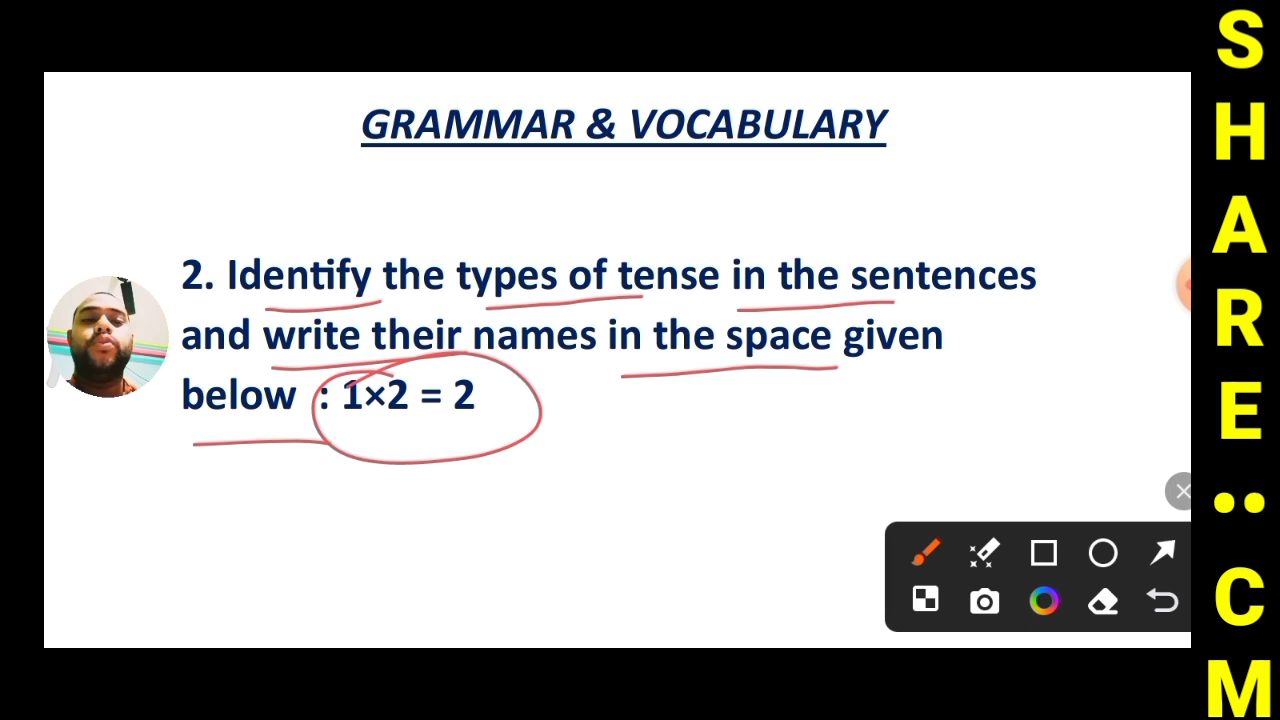 GRAMMAR & VOCABULARY
2. Identify the types of tense in the sentences
and write their names in the space given
below : 1×2 = 2
SHARE •• CM